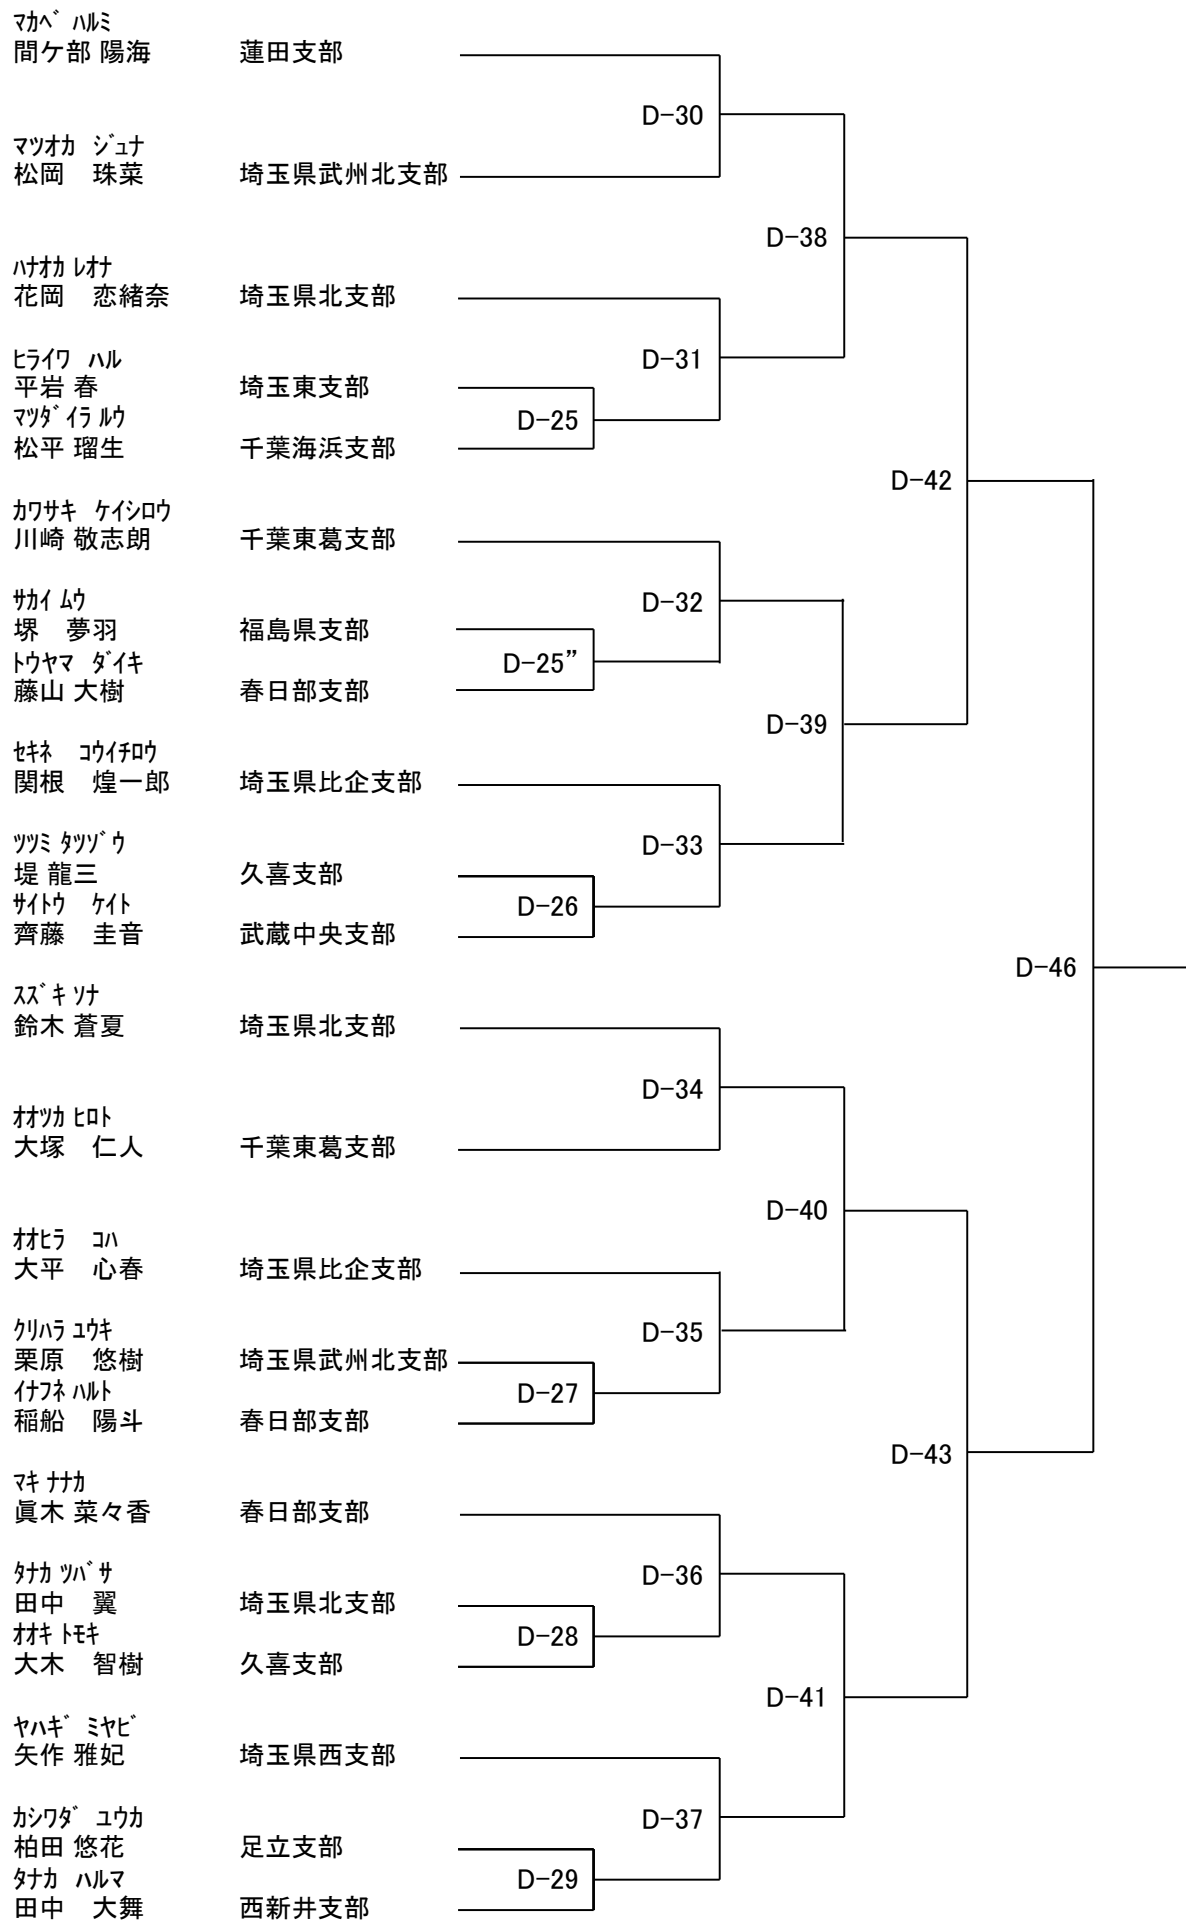 ﾏｶﾍﾞ ﾊﾙﾐ
間ケ部 陽海 蓮田支部
D-30
ﾏﾂオカ ｼﾞュナ
松岡 珠菜 埼玉県武州北支部
D-38
ﾊﾅｵｶ ﾚｵﾅ
花岡 恋緒奈 埼玉県北支部
D-31
ﾋライワ ハル
平岩 春 埼玉東支部
ﾏﾂﾀﾞｲﾗ ﾙｳ
D-25
松平 瑠生 千葉海浜支部
D-42
ｶワサキ ケイシロウ
川崎 敬志朗 千葉東葛支部
D-32
ｻｶｲ ﾑｳ
堺 夢羽 福島県支部
トウヤマ ダイキ
D-25”
藤山 大樹 春日部支部
D-39
ｾｷﾈ ｺｳｲﾁﾛｳ
関根 煌一郎 埼玉県比企支部
D-33
ﾂﾂﾐ ﾀﾂｿﾞｳ
堤 龍三 久喜支部
ｻｲﾄｳ ｹｲﾄ
D-26
齊藤 圭音 武蔵中央支部
D-46
ｽｽﾞｷ ｿﾅ
鈴木 蒼夏 埼玉県北支部
D-34
ｵｵﾂｶ ﾋﾛﾄ
大塚 仁人 千葉東葛支部
D-40
ｵｵﾋﾗ ｺﾊ
大平 心春 埼玉県比企支部
D-35
ｸﾘﾊﾗ ﾕｳｷ
栗原 悠樹 埼玉県武州北支部
ｲﾅﾌﾈ ﾊﾙﾄ
D-27
稲船 陽斗 春日部支部
D-43
ﾏｷ ﾅﾅｶ
眞木 菜々香 春日部支部
D-36
ﾀﾅｶ ﾂﾊﾞｻ
田中 翼 埼玉県北支部
ｵｵｷ ﾄﾓｷ
D-28
大木 智樹 久喜支部
D-41
ヤハギ ミヤビ
矢作 雅妃 埼玉県西支部
D-37
ｶｼワダ ユウカ
柏田 悠花 足立支部
ﾀﾅｶ ﾊﾙﾏ
D-29
田中 大舞 西新井支部